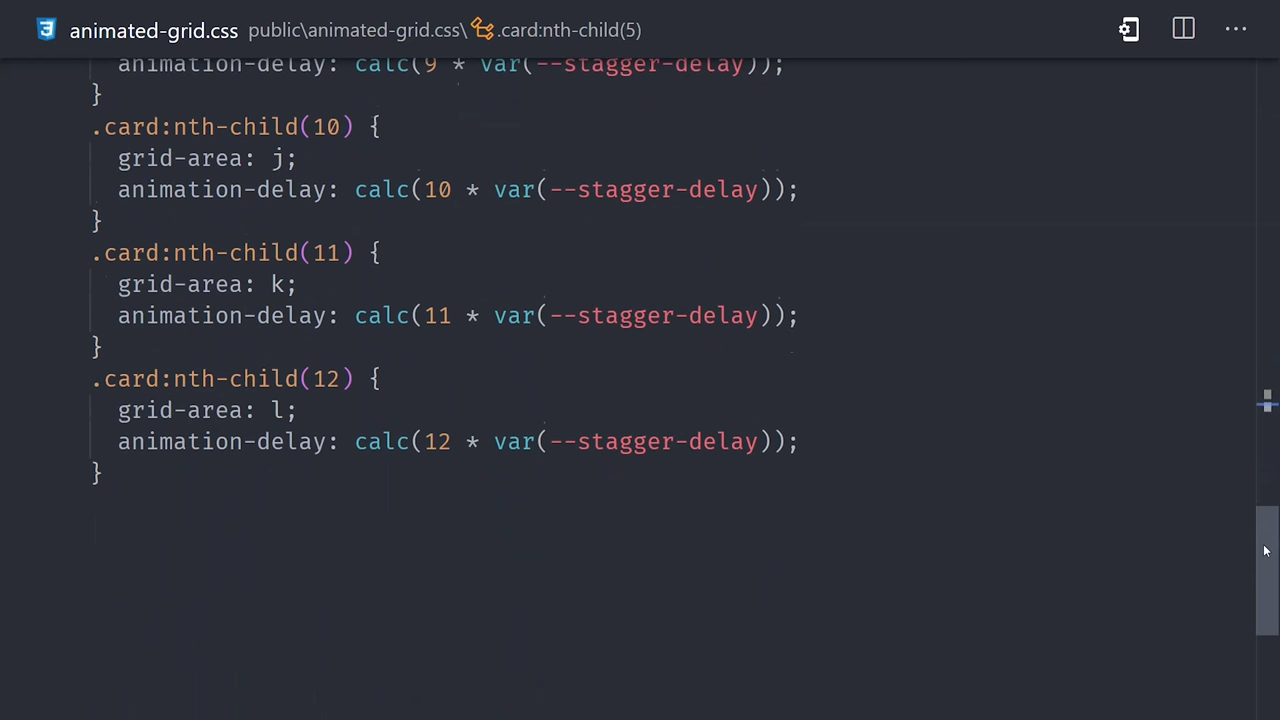 animated-grid.css public\animated-grid.css\ .card:nth-child(5)
animation-delay: calc(9 * var(--stagger-delay));
}
.card:nth-child(10) {
grid-area: j;
animation-delay: calc(10 * var(--stagger-delay));
}
.card:nth-child(11) {
grid-area: k;
animation-delay: calc(11 * var(--stagger-delay));
}
.card:nth-child(12) {
grid-area: l;
animation-delay: calc(12 * var(--stagger-delay));
}